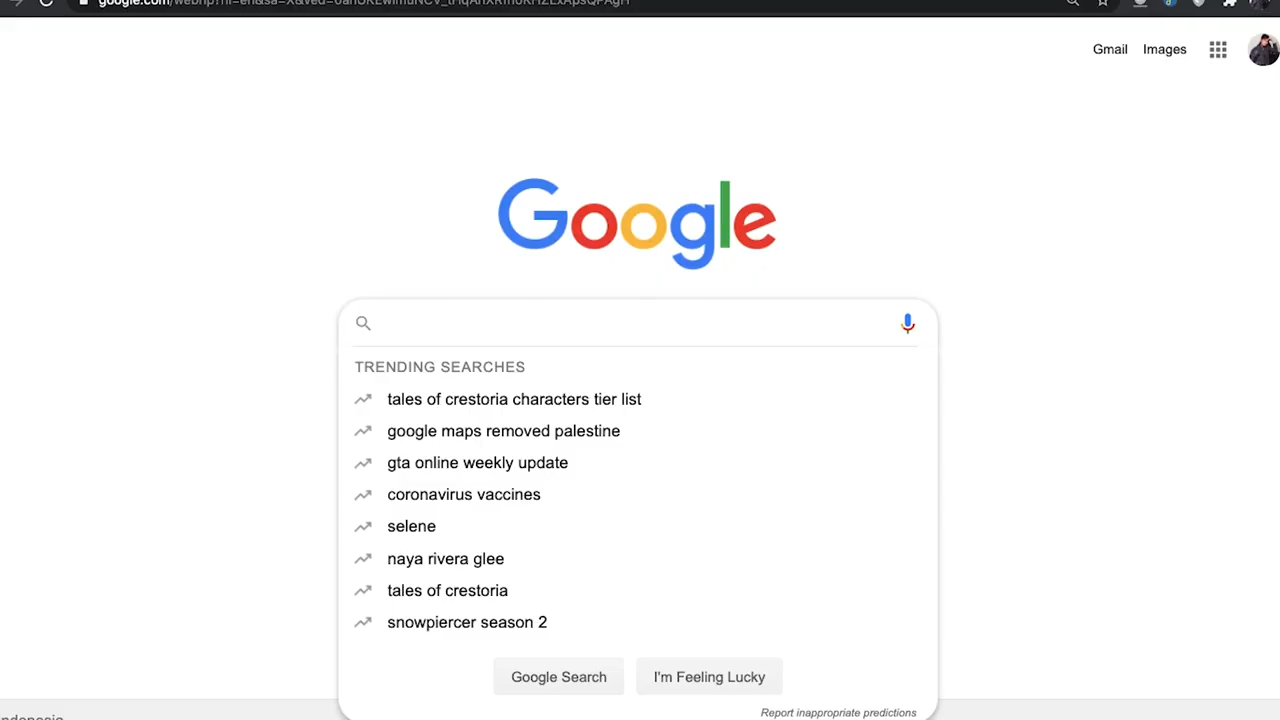 Gmail Images
Google
TRENDING SEARCHES
tales of crestoria characters tier list
google maps removed palestine
gta online weekly update
coronavirus vaccines
selene
naya rivera glee
tales of crestoria
snowpiercer season 2
Google Search I'm Feeling Lucky
Report inappropriate predictions